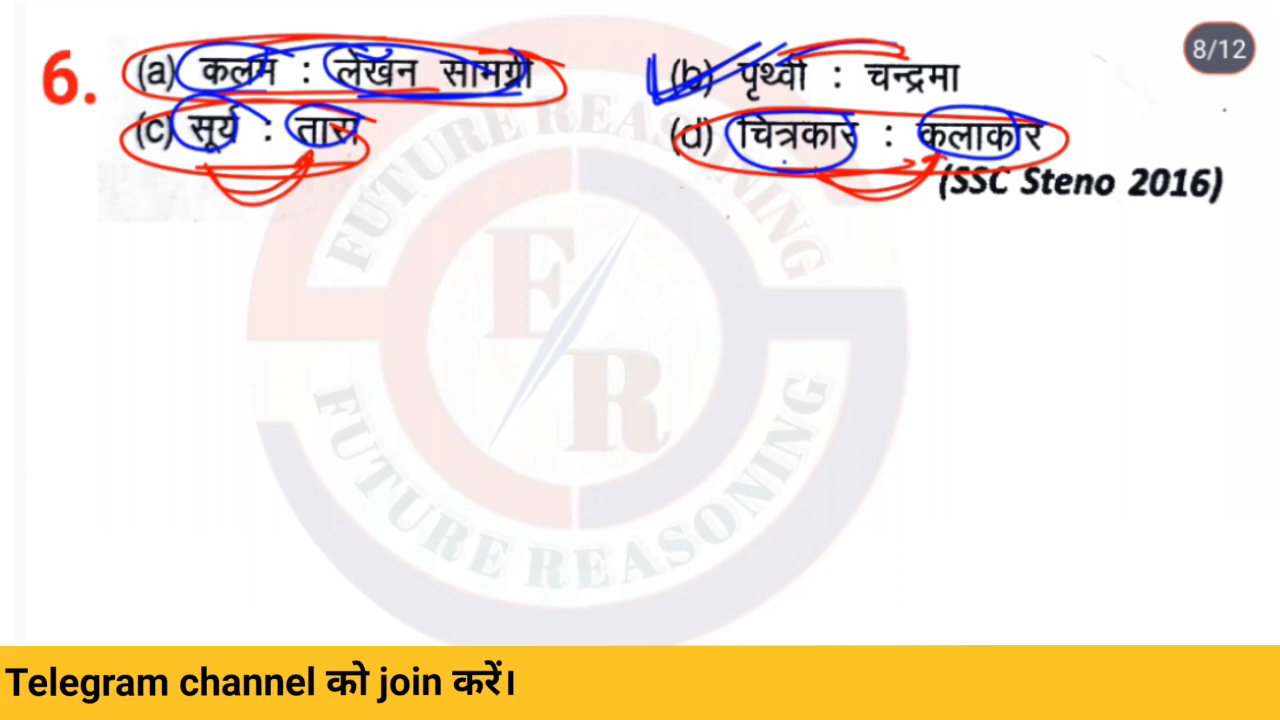 8/12
6. (a) कलम : लेखन सामग्री (b) पृथ्वी : चन्द्रमा
(c) सूर्य : तारा (d) चित्रकार : कलाकार
(SSC Steno 2016)
FUTURE REASONING
F
R
FUTURE REASONING
Telegram channel को join करें।